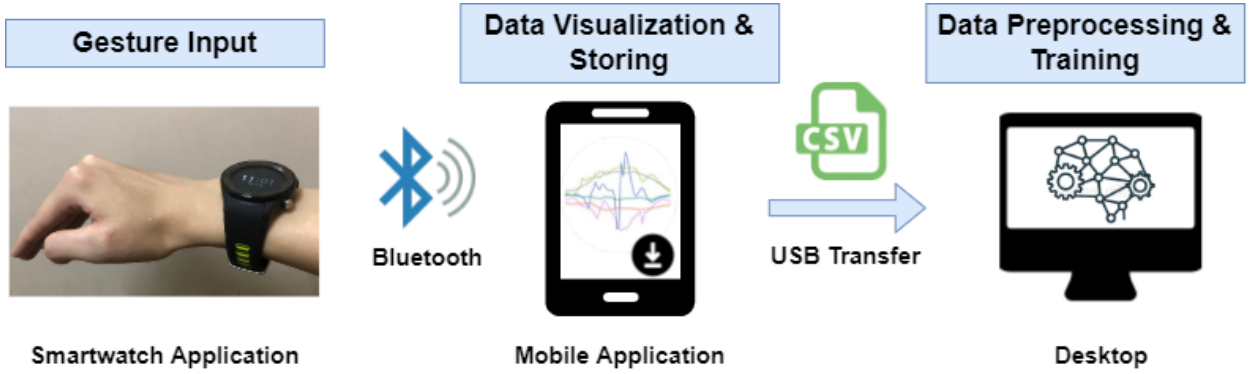 Gesture Input
Data Visualization &
Storing
Data Preprocessing &
Training
CSV
Bluetooth
USB Transfer
Smartwatch Application
Mobile Application
Desktop